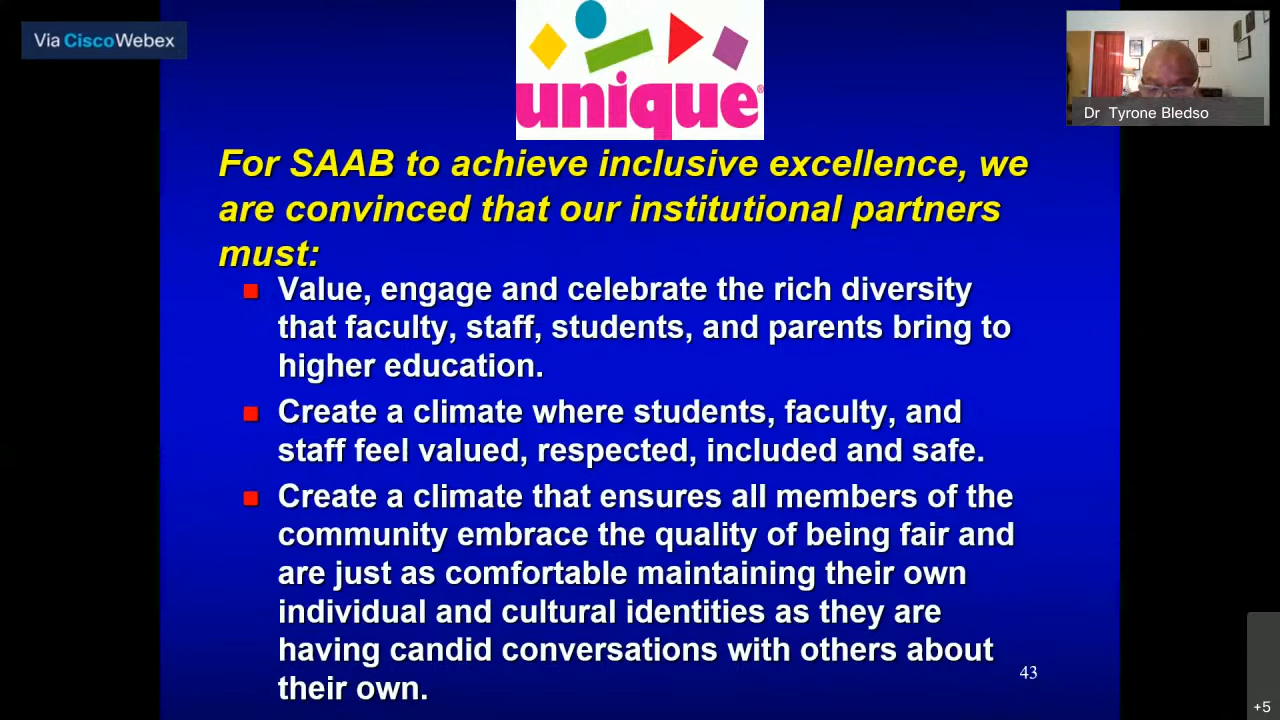 Via CiscoWebex
unique®
Dr Tyrone Bledso
For SAAB to achieve inclusive excellence, we
are convinced that our institutional partners
must:
Value, engage and celebrate the rich diversity
that faculty, staff, students, and parents bring to
higher education.
Create a climate where students, faculty, and
staff feel valued, respected, included and safe.
Create a climate that ensures all members of the
community embrace the quality of being fair and
are just as comfortable maintaining their own
individual and cultural identities as they are
having candid conversations with others about
their own.
43
+5